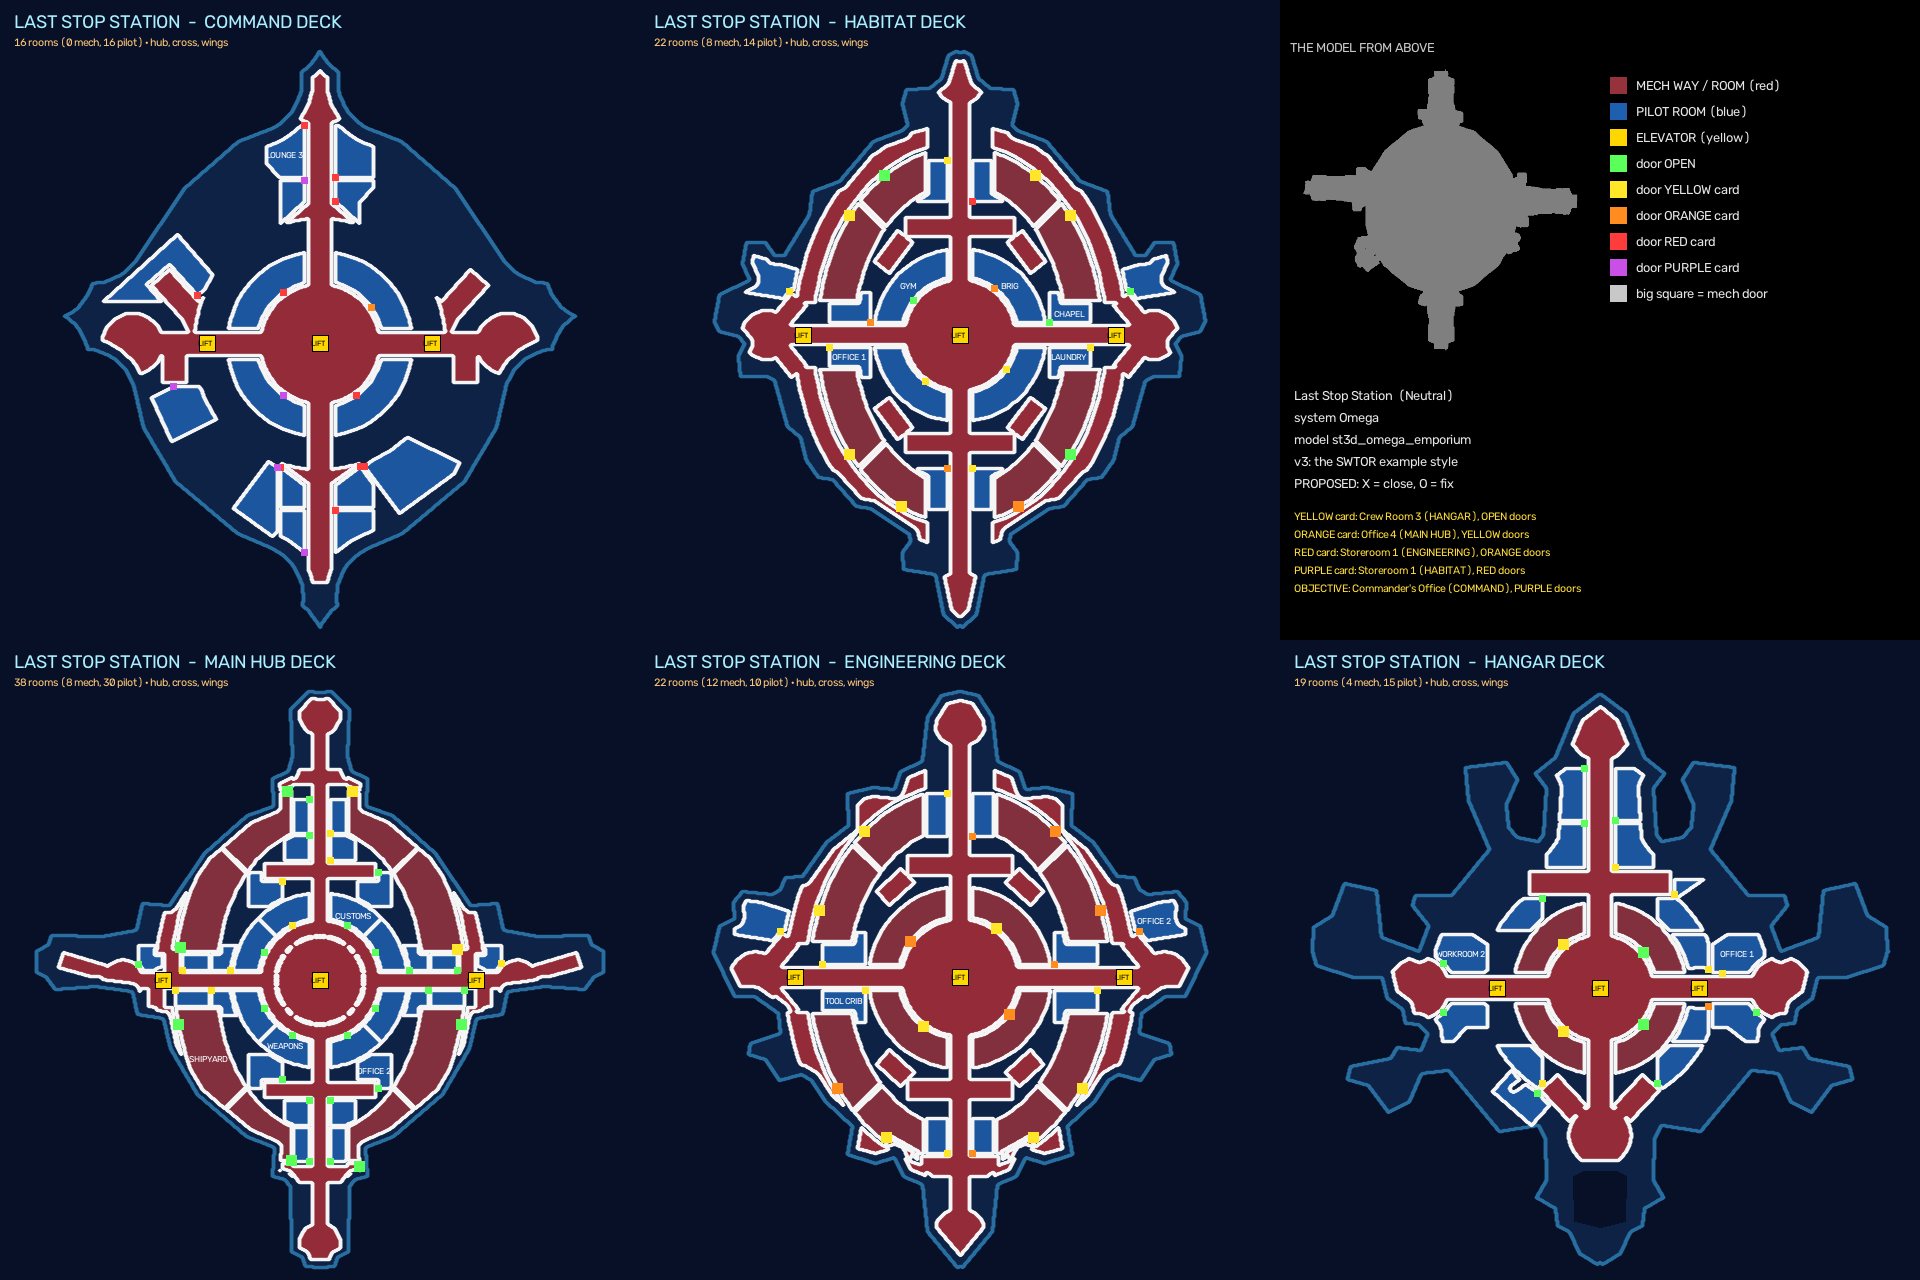 LAST STOP STATION - COMMAND DECK
16 rooms (0 mech, 16 pilot) • hub, cross, wings
LOUNGE 3
LIFT
LIFT
LIFT
LAST STOP STATION - HABITAT DECK
22 rooms (8 mech, 14 pilot) • hub, cross, wings
GYM
BRIG
CHAPEL
LIFT
LIFT
LIFT
OFFICE 1
LAUNDRY
THE MODEL FROM ABOVE
MECH WAY / ROOM (red)
PILOT ROOM (blue)
ELEVATOR (yellow)
door OPEN
door YELLOW card
door ORANGE card
door RED card
door PURPLE card
big square = mech door
Last Stop Station (Neutral)
system Omega
model st3d_omega_emporium
v3: the SWTOR example style
PROPOSED: X = close, O = fix
YELLOW card: Crew Room 3 (HANGAR), OPEN doors
ORANGE card: Office 4 (MAIN HUB), YELLOW doors
RED card: Storeroom 1 (ENGINEERING), ORANGE doors
PURPLE card: Storeroom 1 (HABITAT), RED doors
OBJECTIVE: Commander's Office (COMMAND), PURPLE doors
LAST STOP STATION - MAIN HUB DECK
38 rooms (8 mech, 30 pilot) • hub, cross, wings
CUSTOMS
LIFT
LIFT
LIFT
WEAPONS
SHIPYARD
OFFICE 2
LAST STOP STATION - ENGINEERING DECK
22 rooms (12 mech, 10 pilot) • hub, cross, wings
OFFICE 2
LIFT
LIFT
LIFT
TOOL CRIB
LAST STOP STATION - HANGAR DECK
19 rooms (4 mech, 15 pilot) • hub, cross, wings
WORKROOM 2
OFFICE 1
LIFT
LIFT
LIFT